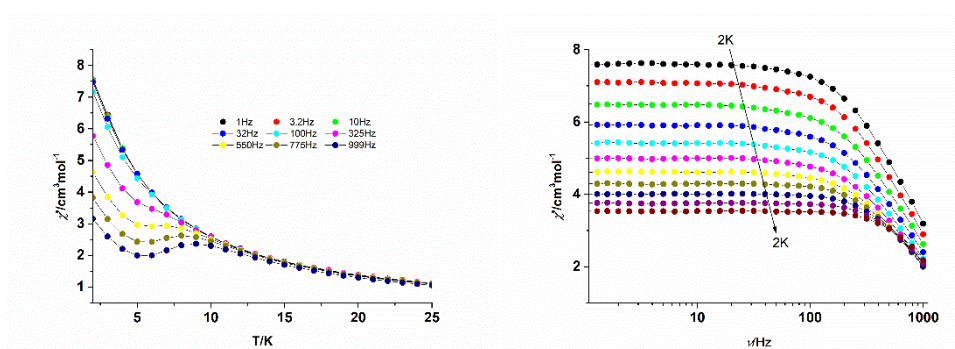 χ'/cm³mol⁻¹
8
7
6
5
4
3
2
1
1Hz 3.2Hz 10Hz
32Hz 100Hz 325Hz
550Hz 775Hz 999Hz
5 10 15 20 25
T/K
χ'/cm³mol⁻¹
8
6
4
2
2K
2K
10 100 1000
ν/Hz